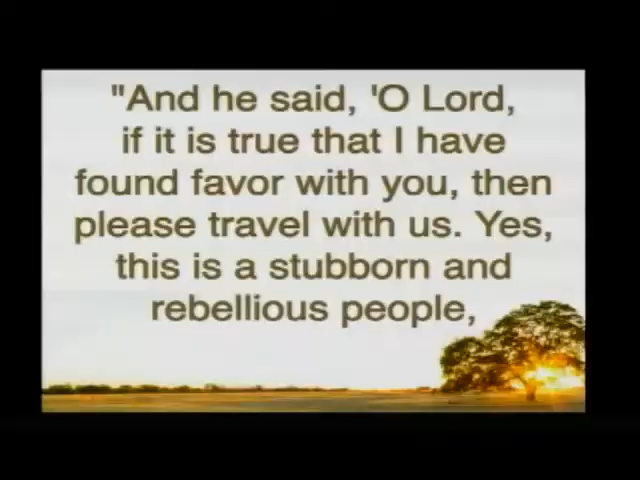 "And he said, 'O Lord,
if it is true that I have
found favor with you, then
please travel with us. Yes,
this is a stubborn and
rebellious people,